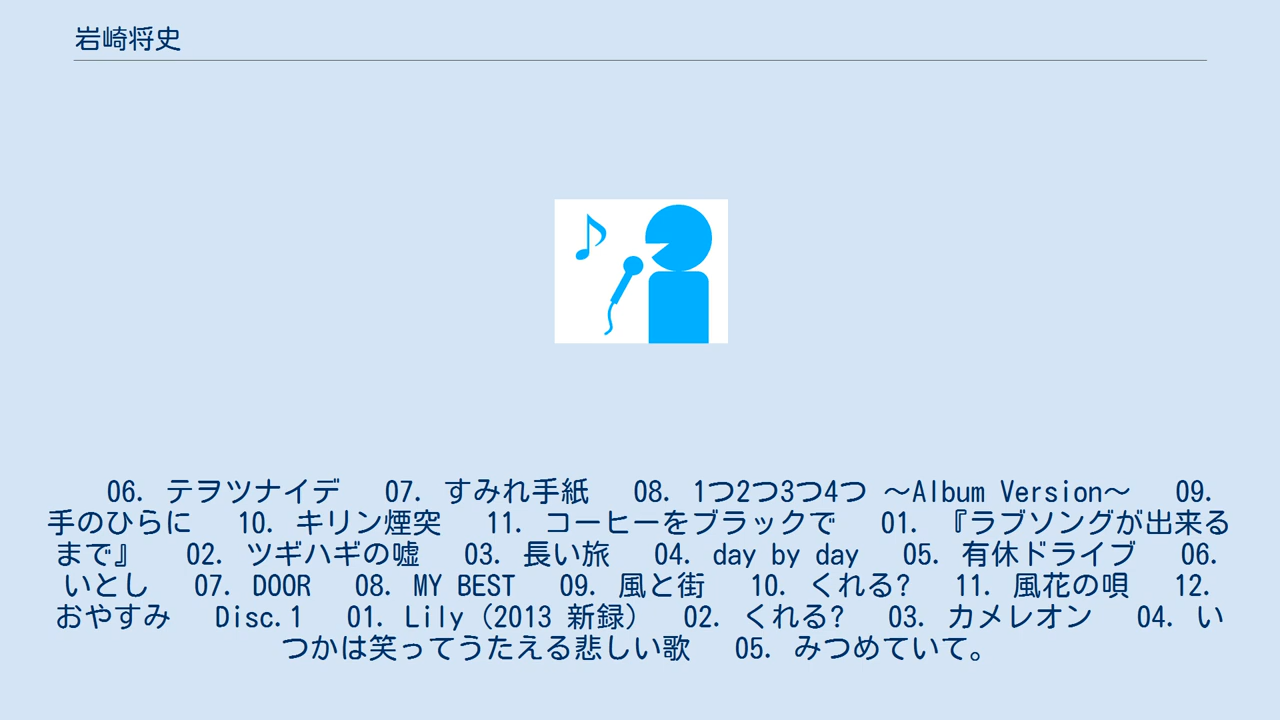 岩崎将史
06. テヲツナイデ　 07. すみれ手紙　 08. 1つ2つ3つ4つ ～Album Version～　 09.
手のひらに　 10. キリン煙突　 11. コーヒーをブラックで　 01. 『ラブソングが出来る
まで』　 02. ツギハギの嘘　 03. 長い旅　 04. day by day　 05. 有休ドライブ　 06.
いとし　 07. DOOR　 08. MY BEST　 09. 風と街　 10. くれる?　 11. 風花の唄　 12.
おやすみ　 Disc.1　 01. Lily（2013 新録）　 02. くれる?　 03. カメレオン　 04. い
つかは笑ってうたえる悲しい歌　 05. みつめていて。